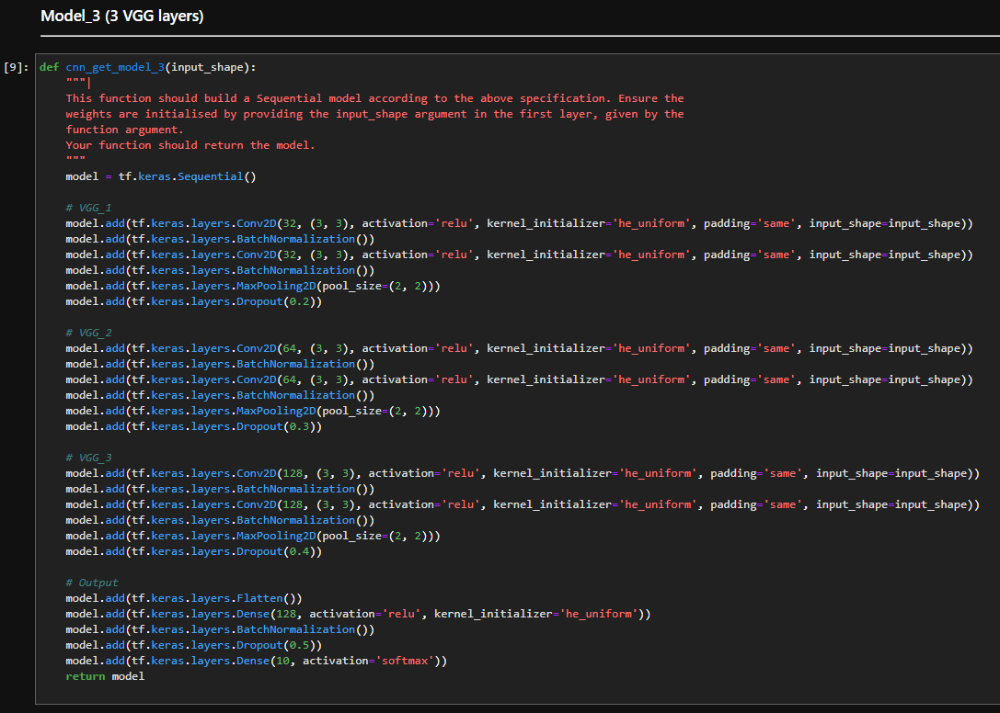 Model_3 (3 VGG layers)
[9]: def cnn_get_model_3(input_shape):
    """
    This function should build a Sequential model according to the above specification. Ensure the
    weights are initialised by providing the input_shape argument in the first layer, given by the
    function argument.
    Your function should return the model.
    """
    model = tf.keras.Sequential()

    # VGG_1
    model.add(tf.keras.layers.Conv2D(32, (3, 3), activation='relu', kernel_initializer='he_uniform', padding='same', input_shape=input_shape))
    model.add(tf.keras.layers.BatchNormalization())
    model.add(tf.keras.layers.Conv2D(32, (3, 3), activation='relu', kernel_initializer='he_uniform', padding='same', input_shape=input_shape))
    model.add(tf.keras.layers.BatchNormalization())
    model.add(tf.keras.layers.MaxPooling2D(pool_size=(2, 2)))
    model.add(tf.keras.layers.Dropout(0.2))

    # VGG_2
    model.add(tf.keras.layers.Conv2D(64, (3, 3), activation='relu', kernel_initializer='he_uniform', padding='same', input_shape=input_shape))
    model.add(tf.keras.layers.BatchNormalization())
    model.add(tf.keras.layers.Conv2D(64, (3, 3), activation='relu', kernel_initializer='he_uniform', padding='same', input_shape=input_shape))
    model.add(tf.keras.layers.BatchNormalization())
    model.add(tf.keras.layers.MaxPooling2D(pool_size=(2, 2)))
    model.add(tf.keras.layers.Dropout(0.3))

    # VGG_3
    model.add(tf.keras.layers.Conv2D(128, (3, 3), activation='relu', kernel_initializer='he_uniform', padding='same', input_shape=input_shape))
    model.add(tf.keras.layers.BatchNormalization())
    model.add(tf.keras.layers.Conv2D(128, (3, 3), activation='relu', kernel_initializer='he_uniform', padding='same', input_shape=input_shape))
    model.add(tf.keras.layers.BatchNormalization())
    model.add(tf.keras.layers.MaxPooling2D(pool_size=(2, 2)))
    model.add(tf.keras.layers.Dropout(0.4))

    # Output
    model.add(tf.keras.layers.Flatten())
    model.add(tf.keras.layers.Dense(128, activation='relu', kernel_initializer='he_uniform'))
    model.add(tf.keras.layers.BatchNormalization())
    model.add(tf.keras.layers.Dropout(0.5))
    model.add(tf.keras.layers.Dense(10, activation='softmax'))
    return model